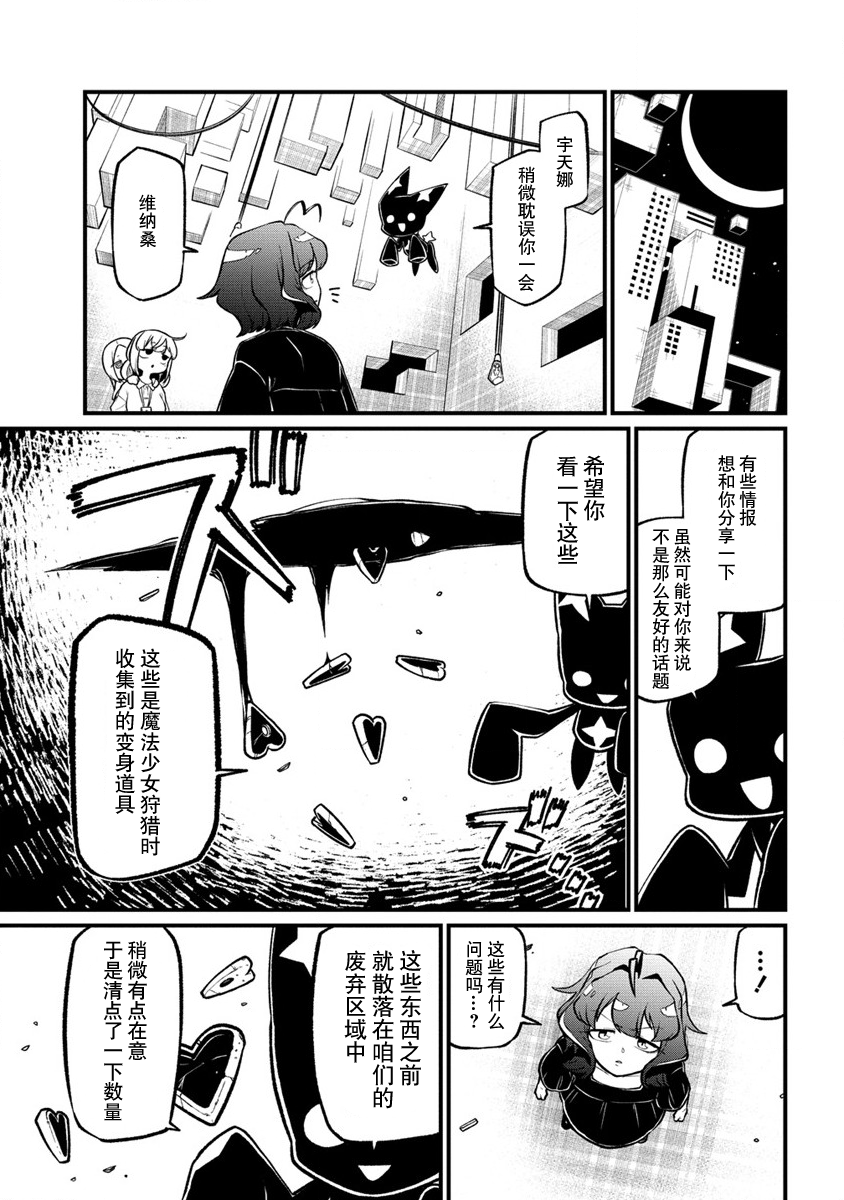 宇天娜
稍微耽误你一会
维纳桑
有些情报
想和你分享一下
虽然可能对你来说
不是那么友好的话题
希望你
看一下这些
ズ
ズ
这些是魔法少女狩猎时
收集到的变身道具
…,
这些有什么
问题吗…?
这些东西之前
就散落在咱们的
废弃区域中
稍微有点在意
于是清点了一下数量